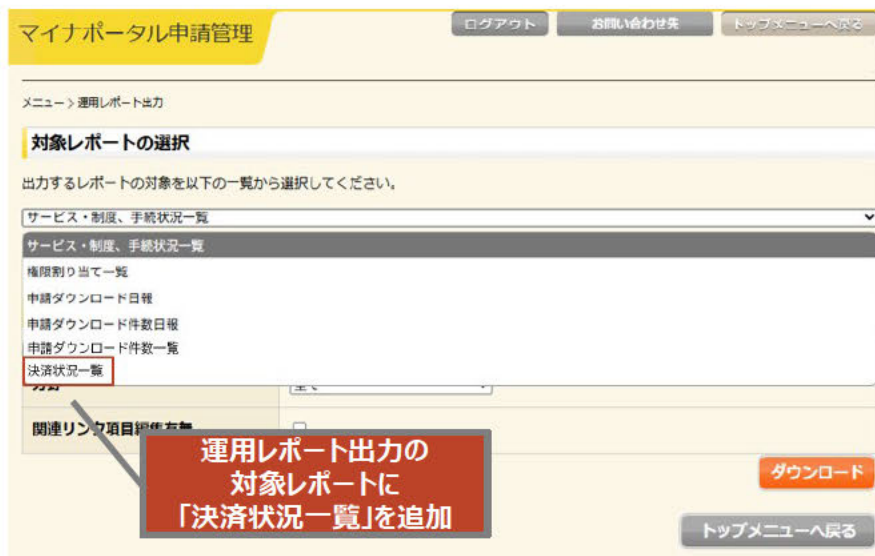 マイナポータル申請管理
ログアウト
お問い合わせ先
トップメニューへ戻る
メニュー > 運用レポート出力
対象レポートの選択
出力するレポートの対象を以下の一覧から選択してください。
サービス・制度、手続状況一覧
サービス・制度、手続状況一覧
権限割り当て一覧
申請ダウンロード日報
申請ダウンロード件数日報
申請ダウンロード件数一覧
決済状況一覧
全て
関連リンク項目編集有無
運用レポート出力の
対象レポートに
「決済状況一覧」を追加
ダウンロード
トップメニューへ戻る